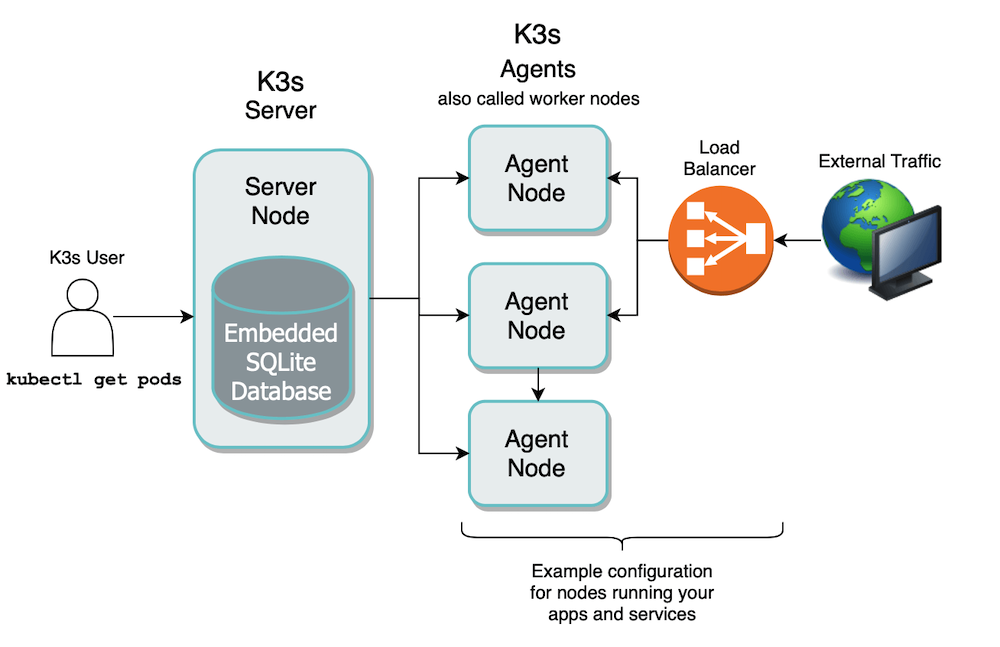 K3s
Agents
also called worker nodes
K3s
Server
Server
Node
Embedded
SQLite
Database
K3s User
kubectl get pods
Agent
Node
Agent
Node
Agent
Node
Load
Balancer
External Traffic
Example configuration
for nodes running your
apps and services